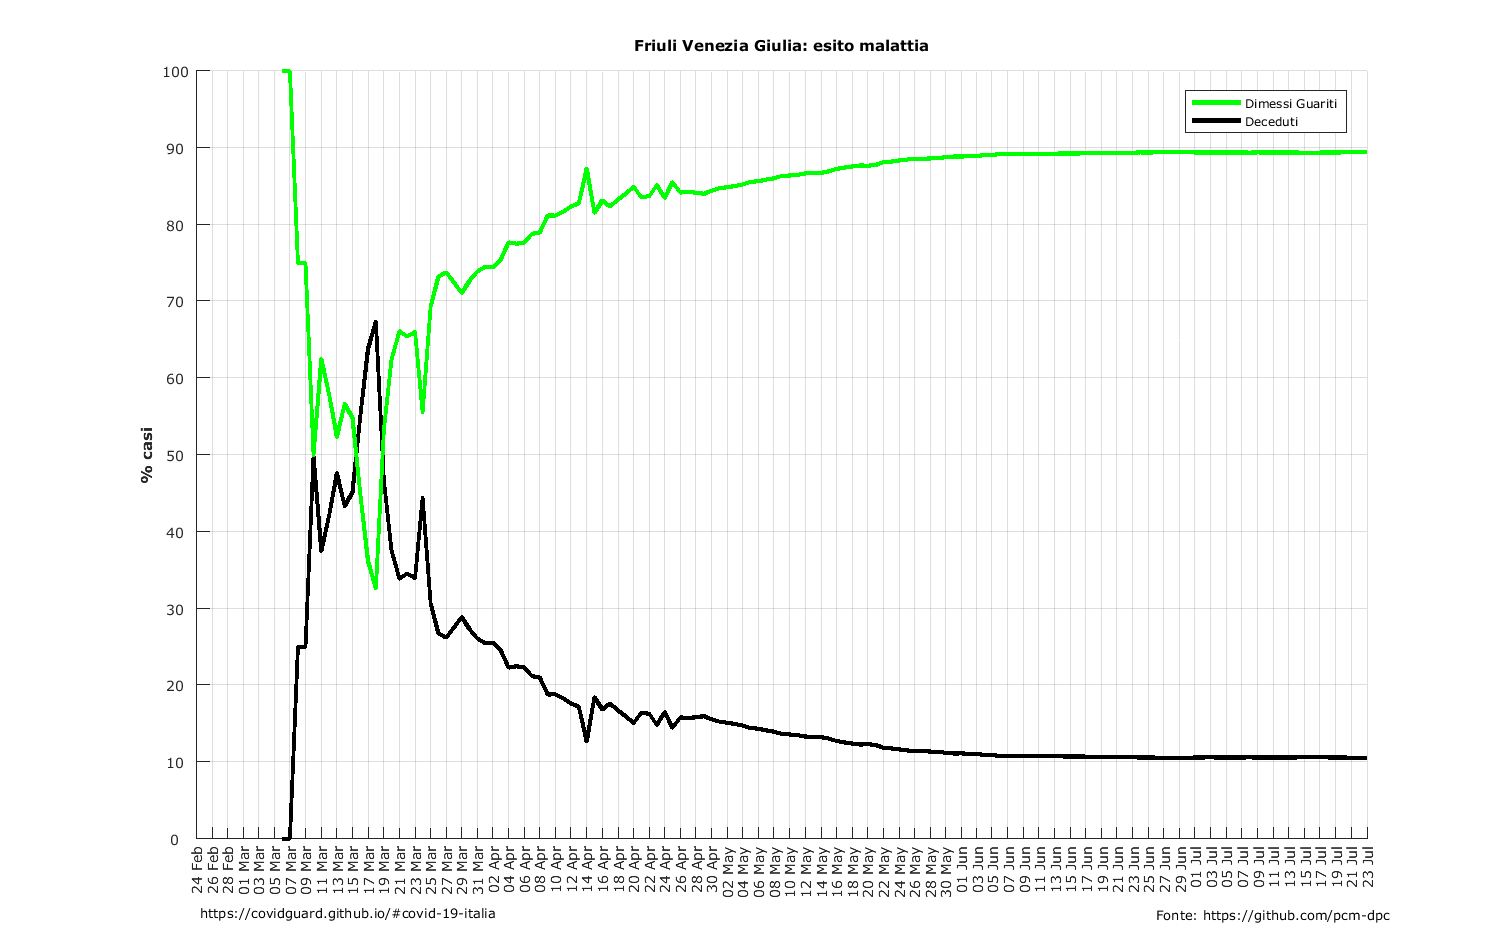 Friuli Venezia Giulia: esito malattia
Dimessi Guariti
Deceduti
% casi
100
90
80
70
60
50
40
30
20
10
0
24 Feb
26 Feb
28 Feb
01 Mar
03 Mar
05 Mar
07 Mar
09 Mar
11 Mar
13 Mar
15 Mar
17 Mar
19 Mar
21 Mar
23 Mar
25 Mar
27 Mar
29 Mar
31 Mar
02 Apr
04 Apr
06 Apr
08 Apr
10 Apr
12 Apr
14 Apr
16 Apr
18 Apr
20 Apr
22 Apr
24 Apr
26 Apr
28 Apr
30 Apr
02 May
04 May
06 May
08 May
10 May
12 May
14 May
16 May
18 May
20 May
22 May
24 May
26 May
28 May
30 May
01 Jun
03 Jun
05 Jun
07 Jun
09 Jun
11 Jun
13 Jun
15 Jun
17 Jun
19 Jun
21 Jun
23 Jun
25 Jun
27 Jun
29 Jun
01 Jul
03 Jul
05 Jul
07 Jul
09 Jul
11 Jul
13 Jul
15 Jul
17 Jul
19 Jul
21 Jul
23 Jul
https://covidguard.github.io/#covid-19-italia
Fonte: https://github.com/pcm-dpc